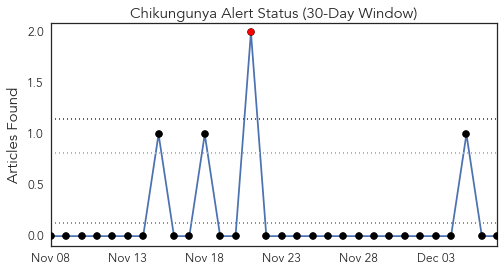 Chikungunya Alert Status (30-Day Window)
Articles Found
2.0
1.5
1.0
0.5
0.0
Nov 08 Nov 13 Nov 18 Nov 23 Nov 28 Dec 03